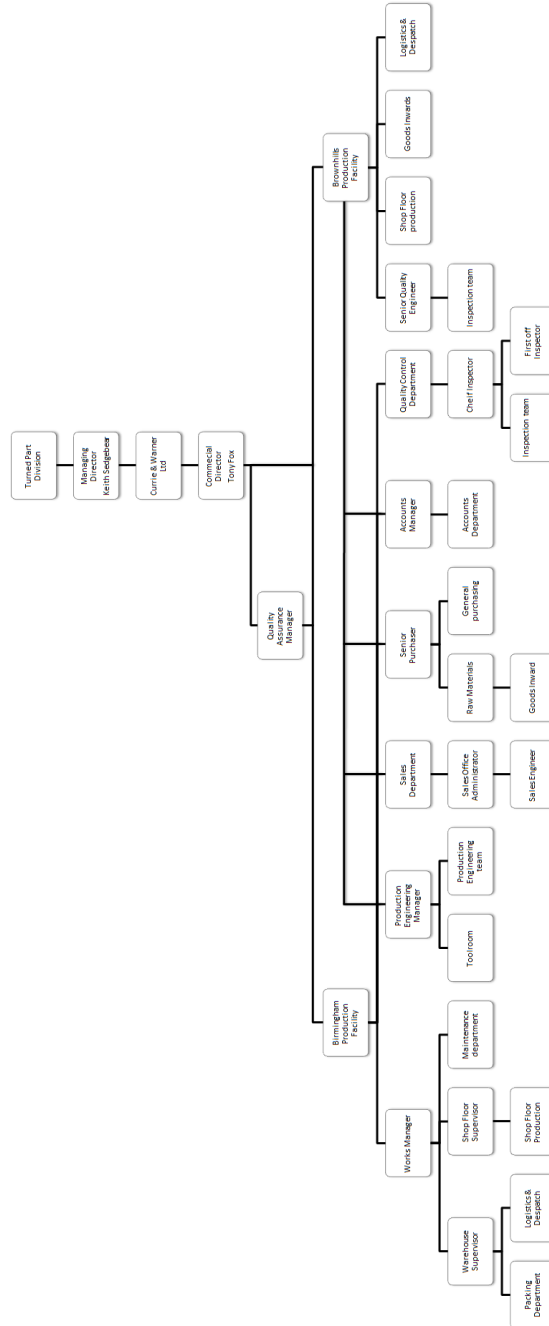 Turned Part
Division
Managing
Director
Keith Sedgebear
Currie & Warner
Ltd
Commecial
Director
Tony Fox
Quality
Assurance
Manager
Birmingham
Production
Facility
Brownhills
Production
Facility
Works Manager
Production
Engineering
Manager
Sales
Department
Senior
Purchaser
Accounts
Manager
Quality Control
Department
Senior Quality
Engineer
Shop Floor
production
Goods Inwards
Logistics &
Despatch
Warehouse
Supervisor
Shop Floor
Supervisor
Maintenance
department
Toolroom
Production
Engineering
team
Sales Office
Administrator
Raw Materials
General
purchasing
Accounts
Department
Cheif Inspector
Inspection team
Packing
Department
Logistics &
Despatch
Shop Floor
Production
Sales Engineer
Goods Inward
Inspection team
First off
Inspector